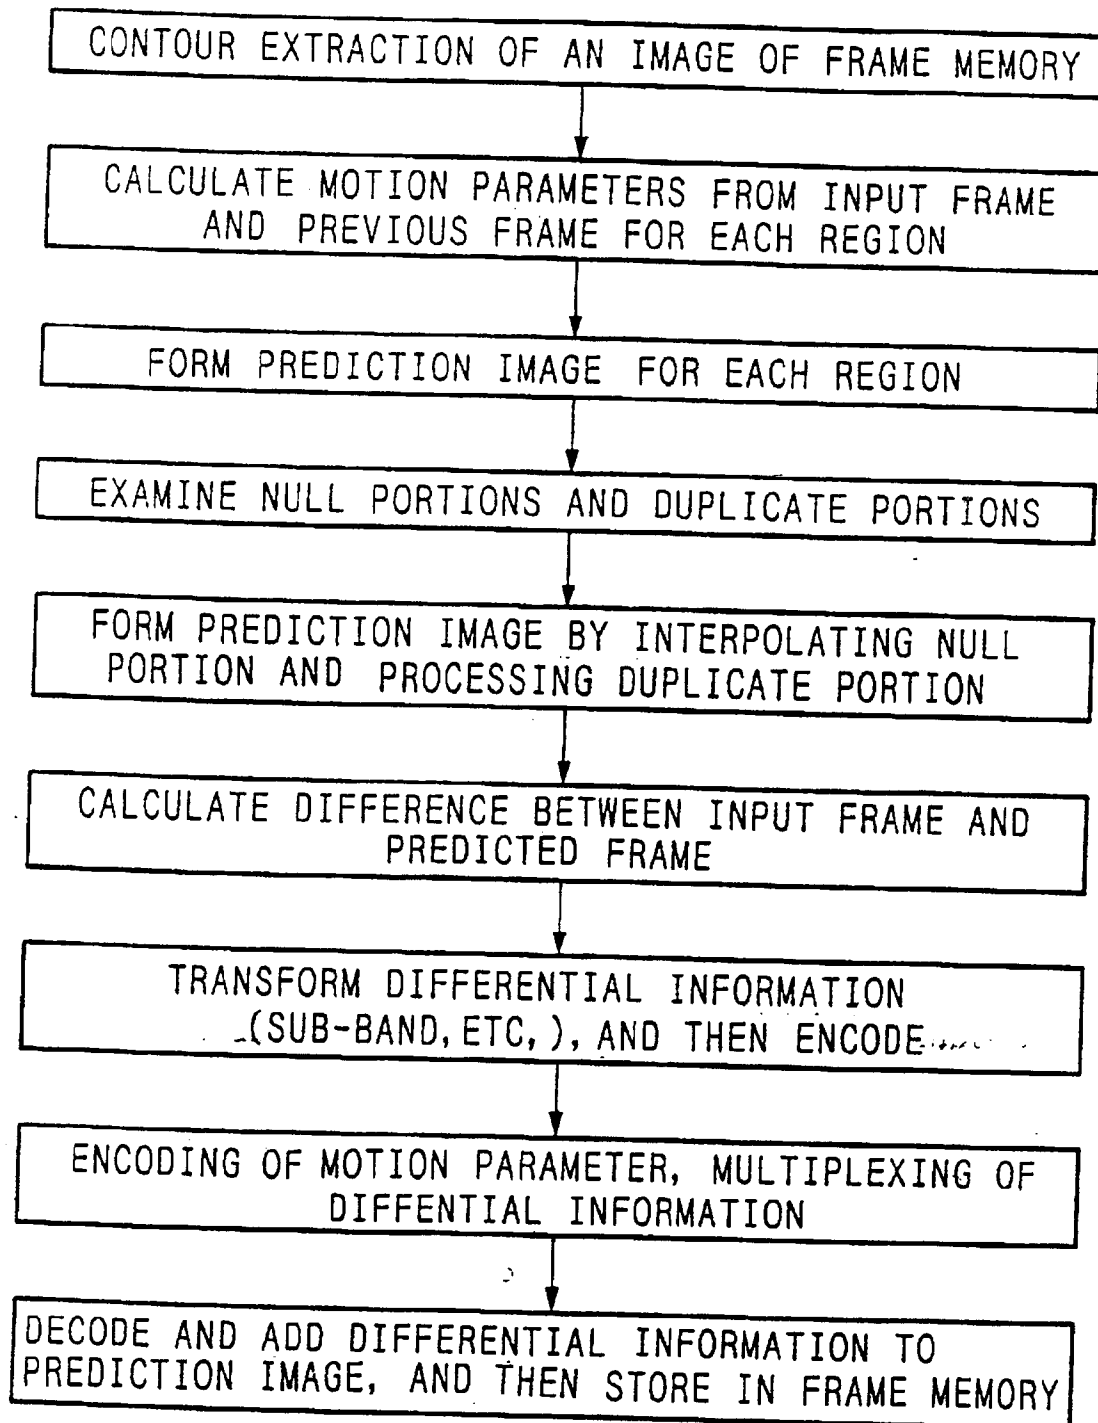 CONTOUR EXTRACTION OF AN IMAGE OF FRAME MEMORY
CALCULATE MOTION PARAMETERS FROM INPUT FRAME
AND PREVIOUS FRAME FOR EACH REGION
FORM PREDICTION IMAGE FOR EACH REGION
EXAMINE NULL PORTIONS AND DUPLICATE PORTIONS
FORM PREDICTION IMAGE BY INTERPOLATING NULL
PORTION AND PROCESSING DUPLICATE PORTION
CALCULATE DIFFERENCE BETWEEN INPUT FRAME AND
PREDICTED FRAME
TRANSFORM DIFFERENTIAL INFORMATION
(SUB-BAND, ETC, ), AND THEN ENCODE
ENCODING OF MOTION PARAMETER, MULTIPLEXING OF
DIFFENTIAL INFORMATION
DECODE AND ADD DIFFERENTIAL INFORMATION TO
PREDICTION IMAGE, AND THEN STORE IN FRAME MEMORY